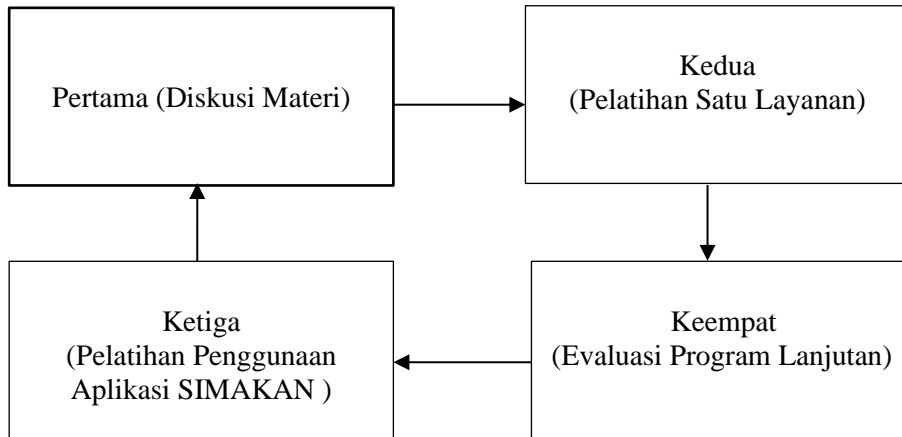 Pertama (Diskusi Materi)
Kedua
(Pelatihan Satu Layanan)
Ketiga
(Pelatihan Penggunaan
Aplikasi SIMAKAN )
Keempat
(Evaluasi Program Lanjutan)